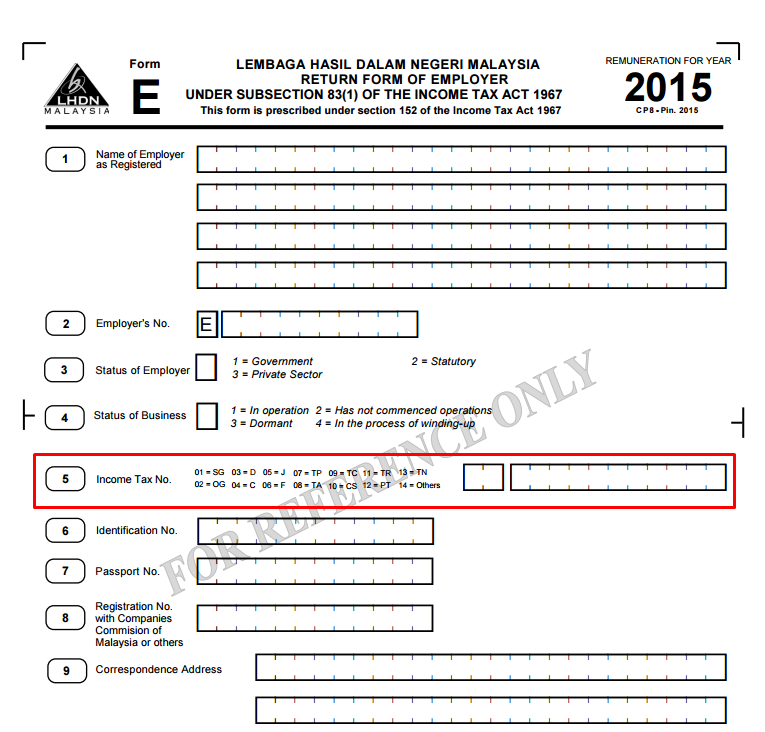 Form
E
LHDN
MALAYSIA
LEMBAGA HASIL DALAM NEGERI MALAYSIA
RETURN FORM OF EMPLOYER
UNDER SUBSECTION 83(1) OF THE INCOME TAX ACT 1967
This form is prescribed under section 152 of the Income Tax Act 1967
REMUNERATION FOR YEAR
2015
CP8 - Pin. 2015
1 Name of Employer
as Registered
2 Employer's No. E
3 Status of Employer 1 = Government 2 = Statutory
3 = Private Sector
4 Status of Business 1 = In operation 2 = Has not commenced operations
3 = Dormant 4 = In the process of winding-up
5 Income Tax No. 01 = SG 03 = D 05 = J 07 = TP 09 = TC 11 = TR 13 = TN
02 = OG 04 = C 06 = F 08 = TA 10 = CS 12 = PT 14 = Others
6 Identification No.
7 Passport No.
8 Registration No.
with Companies
Commision of
Malaysia or others
9 Correspondence Address
FOR REFERENCE ONLY